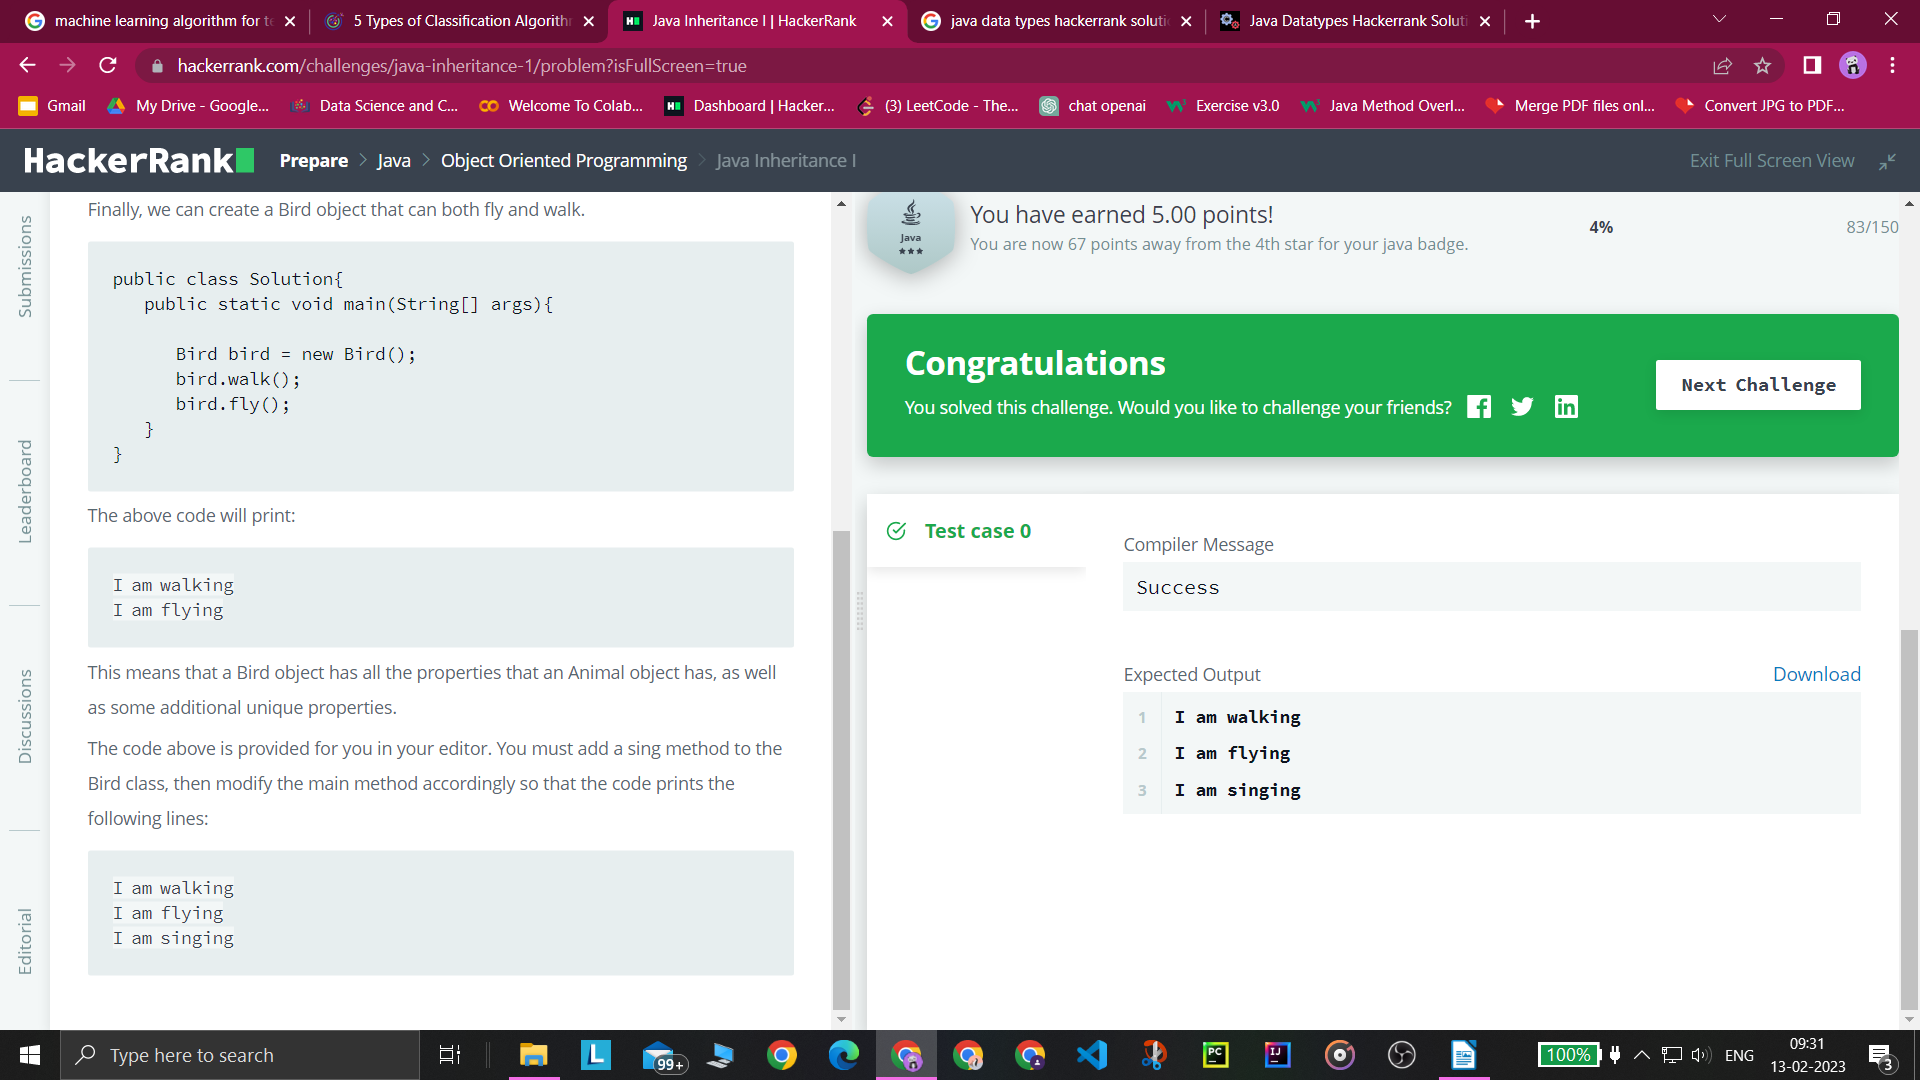 machine learning algorithm for te
5 Types of Classification Algorithm
Java Inheritance I | HackerRank
java data types hackerrank solutio
Java Datatypes Hackerrank Soluti
hackerrank.com/challenges/java-inheritance-1/problem?isFullScreen=true
Gmail
My Drive - Google...
Data Science and C...
Welcome To Colab...
Dashboard | Hacker...
(3) LeetCode - The...
chat openai
Exercise v3.0
Java Method Overl...
Merge PDF files onl...
Convert JPG to PDF...
HackerRank
Prepare > Java > Object Oriented Programming > Java Inheritance I
Exit Full Screen View
Submissions
Leaderboard
Discussions
Editorial
Finally, we can create a Bird object that can both fly and walk.
public class Solution{
public static void main(String[] args){
Bird bird = new Bird();
bird.walk();
bird.fly();
}
}
The above code will print:
I am walking
I am flying
This means that a Bird object has all the properties that an Animal object has, as well
as some additional unique properties.
The code above is provided for you in your editor. You must add a sing method to the
Bird class, then modify the main method accordingly so that the code prints the
following lines:
I am walking
I am flying
I am singing
Java
You have earned 5.00 points!
You are now 67 points away from the 4th star for your java badge.
4%
83/150
Congratulations
You solved this challenge. Would you like to challenge your friends?
Next Challenge
Test case 0
Compiler Message
Success
Expected Output
Download
1 I am walking
2 I am flying
3 I am singing
Type here to search
99+
100%
ENG
09:31
13-02-2023
3